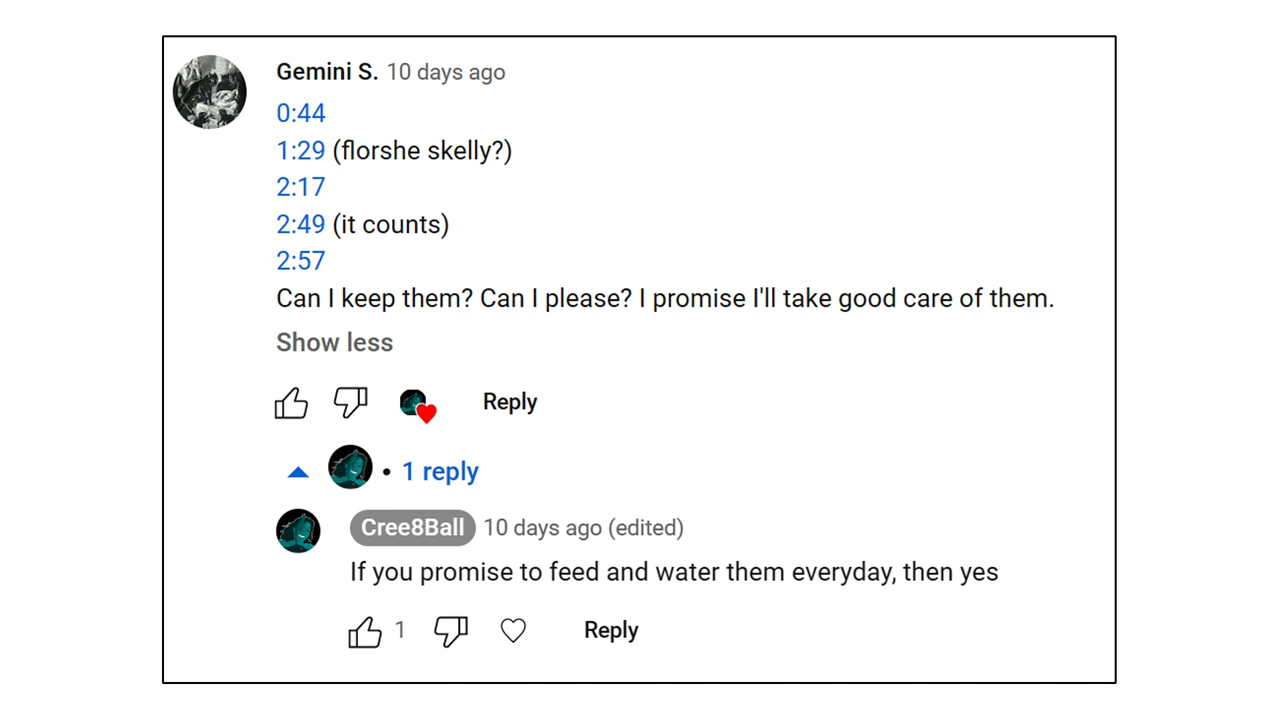 Gemini S. 10 days ago
0:44
1:29 (florshe skelly?)
2:17
2:49 (it counts)
2:57
Can I keep them? Can I please? I promise I'll take good care of them.
Show less
Reply
• 1 reply
Cree8Ball 10 days ago (edited)
If you promise to feed and water them everyday, then yes
1 Reply